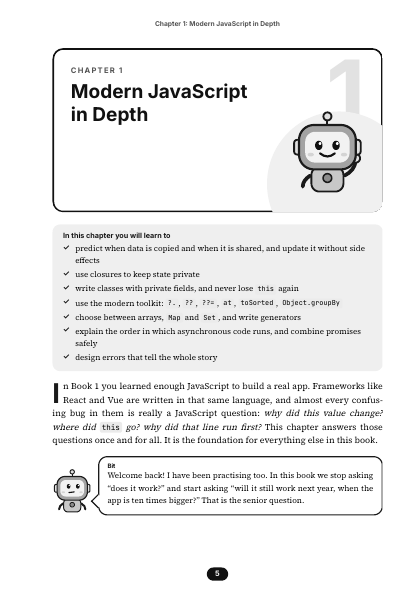 Chapter 1: Modern JavaScript in Depth
CHAPTER 1
1
Modern JavaScript
in Depth
In this chapter you will learn to
✓ predict when data is copied and when it is shared, and update it without side
effects
✓ use closures to keep state private
✓ write classes with private fields, and never lose this again
✓ use the modern toolkit: ?. , ?? , ??= , at , toSorted , Object.groupBy
✓ choose between arrays, Map and Set , and write generators
✓ explain the order in which asynchronous code runs, and combine promises
safely
✓ design errors that tell the whole story
In Book 1 you learned enough JavaScript to build a real app. Frameworks like
React and Vue are written in that same language, and almost every confus-
ing bug in them is really a JavaScript question: why did this value change?
where did this go? why did that line run first? This chapter answers those
questions once and for all. It is the foundation for everything else in this book.
Bit
Welcome back! I have been practising too. In this book we stop asking
“does it work?” and start asking “will it still work next year, when the
app is ten times bigger?” That is the senior question.
5